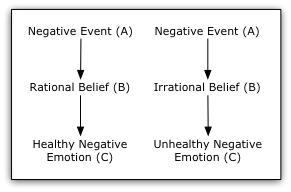 Negative Event (A) Negative Event (A)
Rational Belief (B) Irrational Belief (B)
Healthy Negative Unhealthy Negative
Emotion (C) Emotion (C)